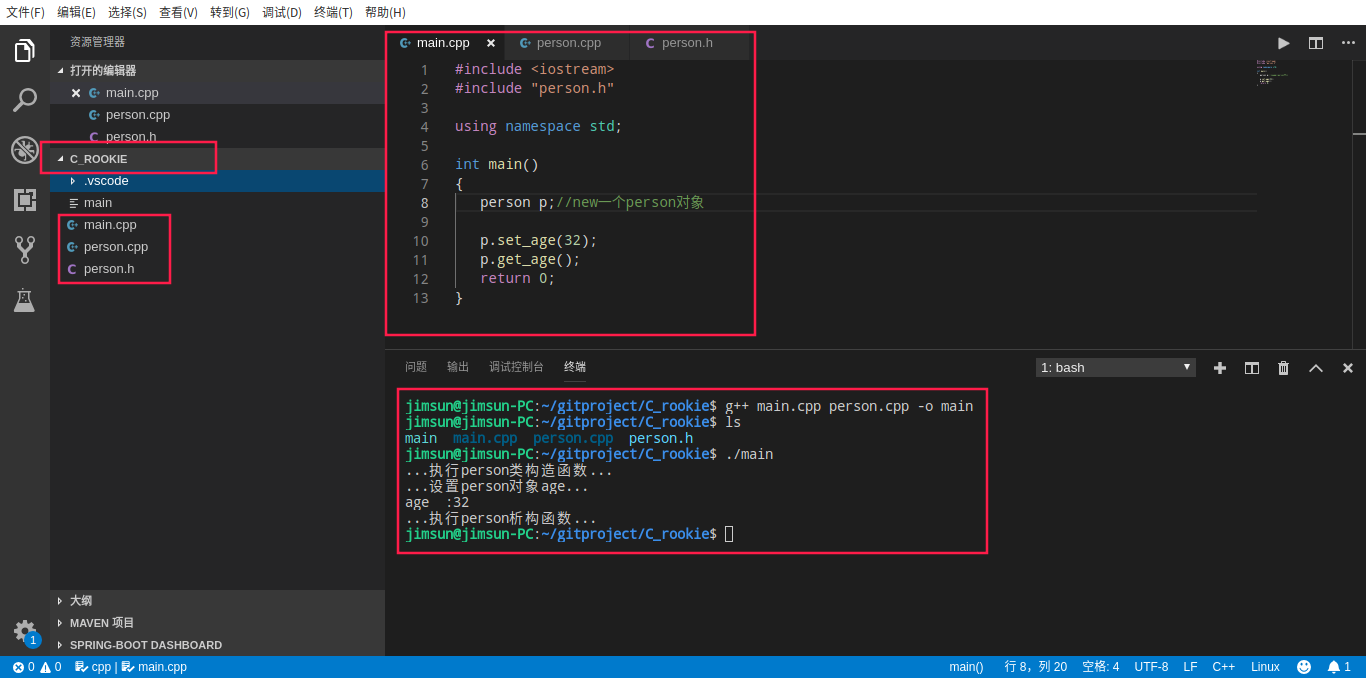 文件(F) 编辑(E) 选择(S) 查看(V) 转到(G) 调试(D) 终端(T) 帮助(H)
资源管理器
打开的编辑器
main.cpp
person.cpp
person.h
C_ROOKIE
.vscode
main
main.cpp
person.cpp
person.h
大纲
MAVEN 项目
SPRING-BOOT DASHBOARD
1
main.cpp person.cpp person.h
1 #include <iostream>
2 #include "person.h"
3
4 using namespace std;
5
6 int main()
7 {
8 person p;//new一个person对象
9
10 p.set_age(32);
11 p.get_age();
12 return 0;
13 }
问题 输出 调试控制台 终端 1: bash
jimsun@jimsun-PC:~/gitproject/C_rookie$ g++ main.cpp person.cpp -o main
jimsun@jimsun-PC:~/gitproject/C_rookie$ ls
main main.cpp person.cpp person.h
jimsun@jimsun-PC:~/gitproject/C_rookie$ ./main
...执行person类构造函数...
...设置person对象age...
age :32
...执行person析构函数...
jimsun@jimsun-PC:~/gitproject/C_rookie$
0 0 cpp | main.cpp main() 行 8，列 20 空格: 4 UTF-8 LF C++ Linux 1